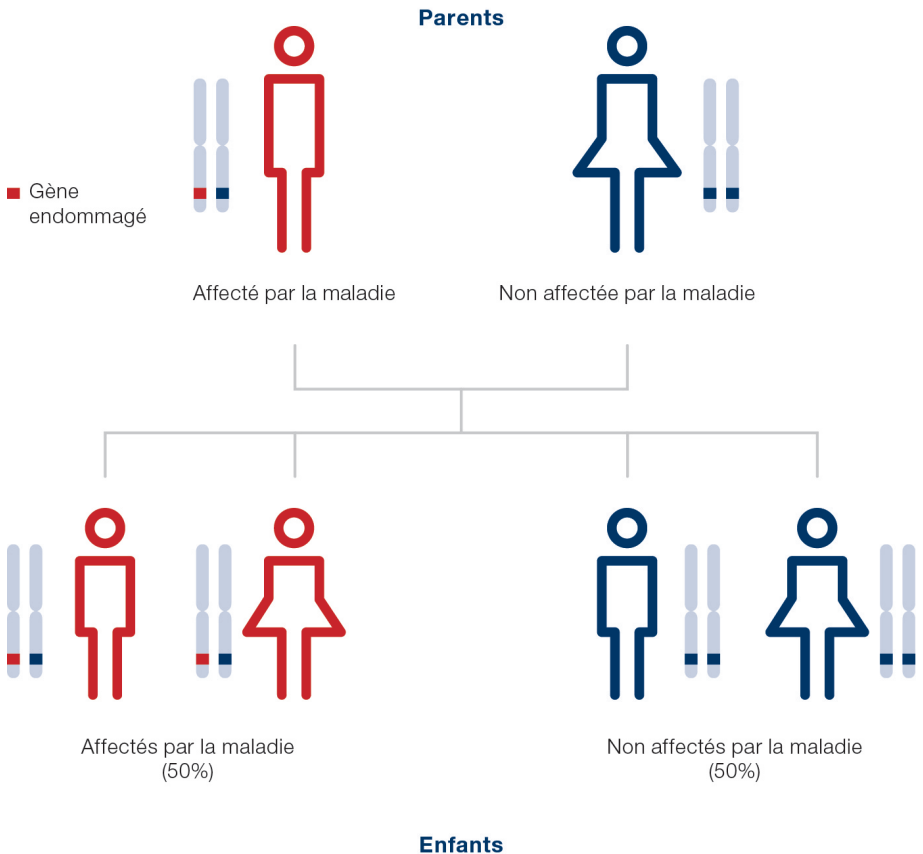 Parents
Gène
endommagé
Affecté par la maladie
Non affectée par la maladie
Affectés par la maladie
(50%)
Non affectés par la maladie
(50%)
Enfants